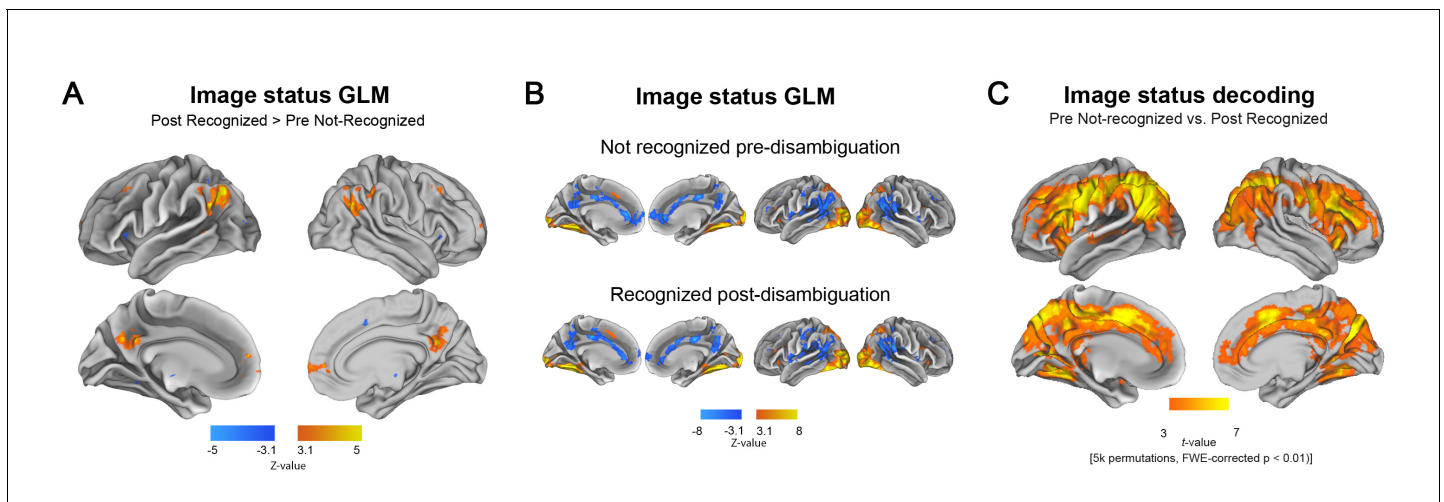 A
Image status GLM
Post Recognized > Pre Not-Recognized
-5 -3.1 3.1 5
Z-value
B
Image status GLM
Not recognized pre-disambiguation
Recognized post-disambiguation
-8 -3.1 3.1 8
Z-value
C
Image status decoding
Pre Not-recognized vs. Post Recognized
3 7
t-value
[5k permutations, FWE-corrected p < 0.01)]